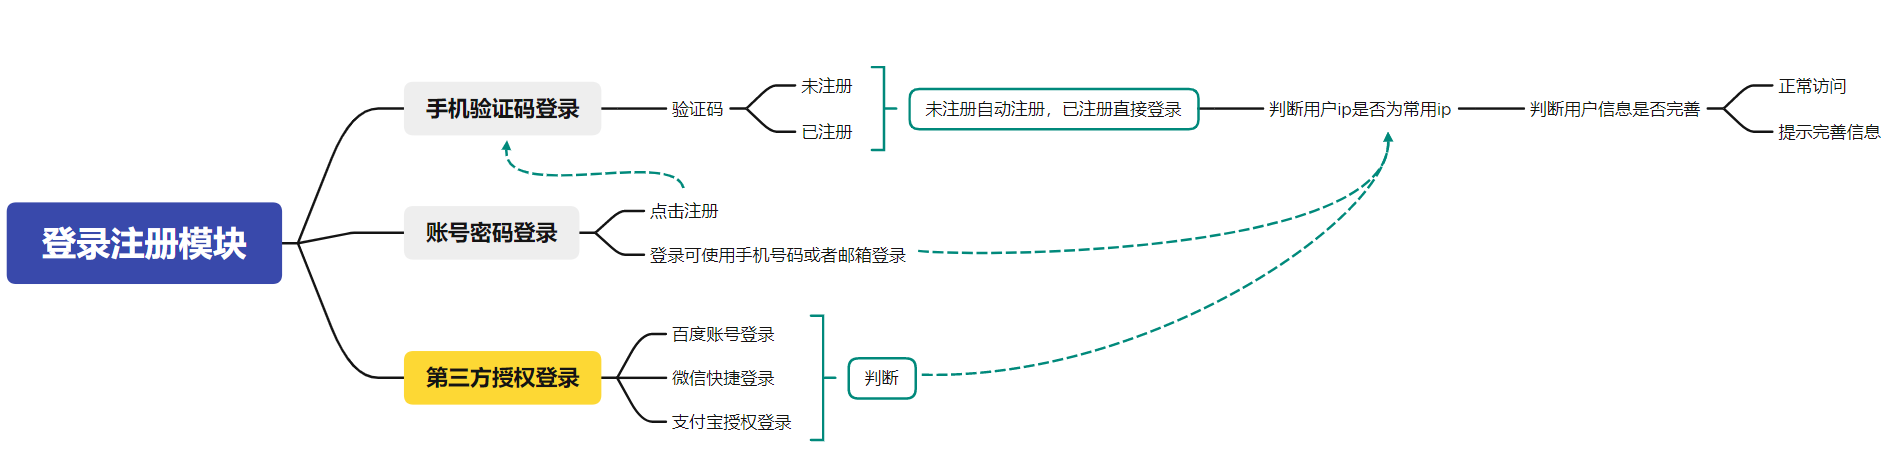 登录注册模块
手机验证码登录
验证码
未注册
已注册
未注册自动注册，已注册直接登录
判断用户ip是否为常用ip
判断用户信息是否完善
正常访问
提示完善信息
账号密码登录
点击注册
登录可使用手机号码或者邮箱登录
第三方授权登录
百度账号登录
微信快捷登录
支付宝授权登录
判断